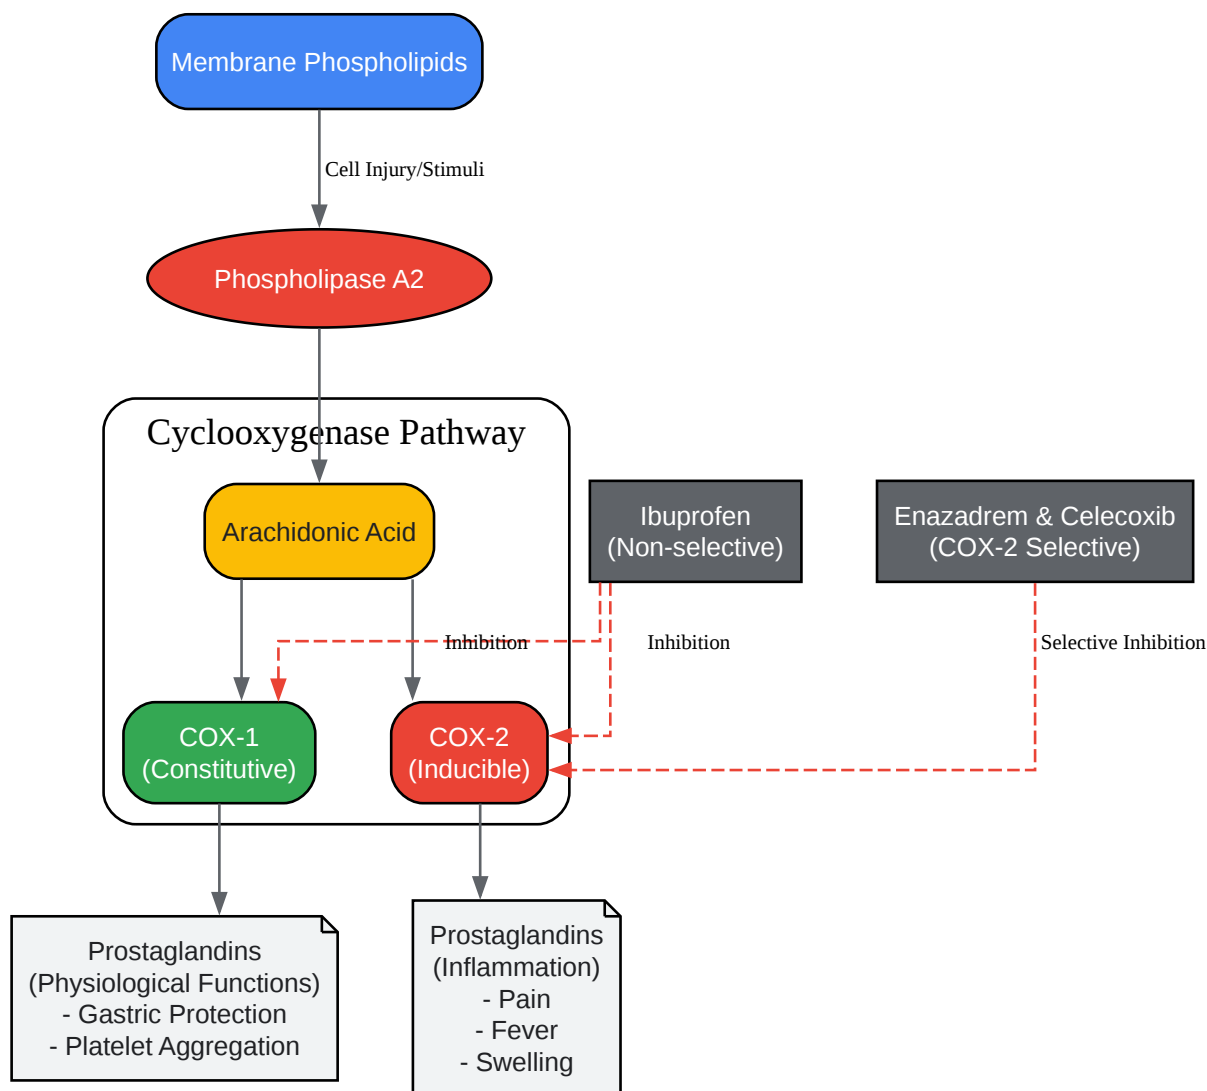 Membrane Phospholipids
Cell Injury/Stimuli
Phospholipase A2
Cyclooxygenase Pathway
Arachidonic Acid
Ibuprofen
(Non-selective)
Enazadrem & Celecoxib
(COX-2 Selective)
Inhibition
Inhibition
Selective Inhibition
COX-1
(Constitutive)
COX-2
(Inducible)
Prostaglandins
(Physiological Functions)
- Gastric Protection
- Platelet Aggregation
Prostaglandins
(Inflammation)
- Pain
- Fever
- Swelling